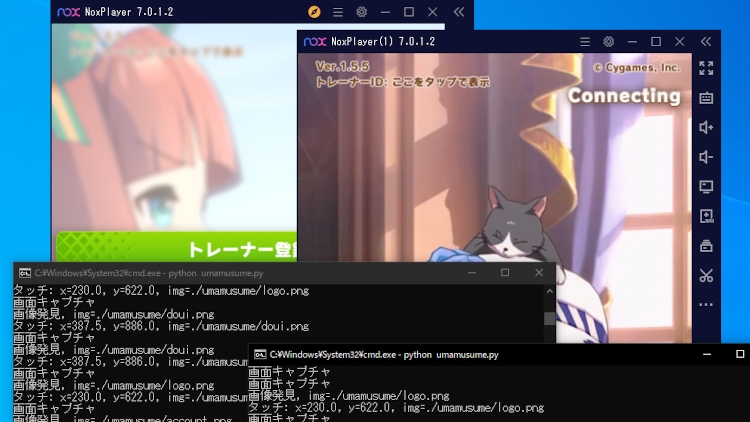 nox NoxPlayer 7.0.1.2
nox NoxPlayer(1) 7.0.1.2
Ver.1.5.5
トレーナーID: ここをタップで表示
© Cygames, Inc.
Connecting
トレーナー登
C:¥Windows¥System32¥cmd.exe - python umamusume.py
タッチ: x=230.0, y=622.0, img=./umamusume/logo.png
画面キャプチャ
画像発見, img=./umamusume/doui.png
タッチ: x=387.5, y=886.0, img=./umamusume/doui.png
画面キャプチャ
画像発見, img=./umamusume/doui.png
タッチ: x=387.5, y=886.0, img=./umamusum
画面キャプチャ
画像発見, img=./umamusume/logo.png
タッチ: x=230.0, y=622.0, img=./umamusu
画面キャプチャ
画像発見, img=./umamusume/account.png
C:¥Windows¥System32¥cmd.exe - python umamusume.py
画面キャプチャ
画面キャプチャ
画像発見, img=./umamusume/logo.png
タッチ: x=230.0, y=622.0, img=./umamusume/logo.png
画面キャプチャ